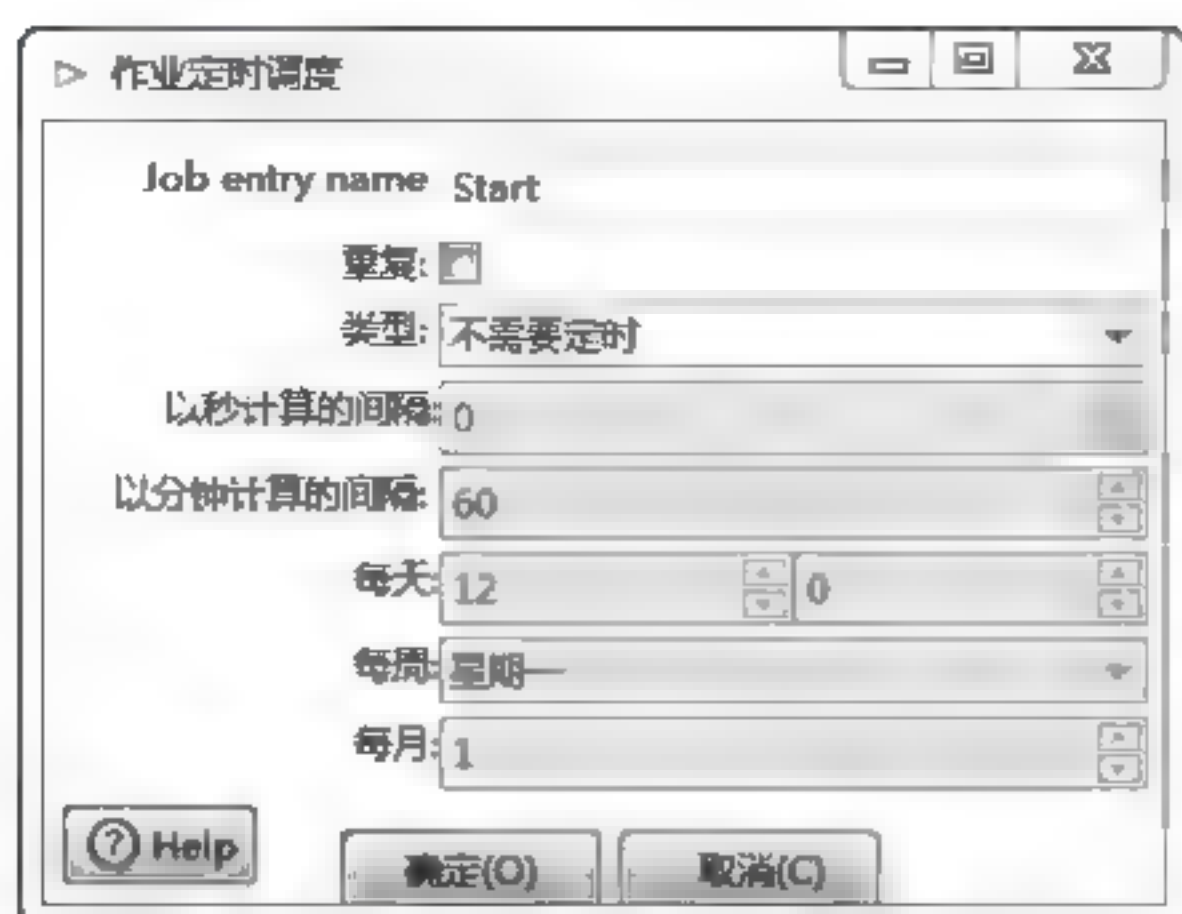 作业定时调度
Job entry name Start
重复:
类型: 不需要定时
以秒计算的间隔: 0
以分钟计算的间隔: 60
每天: 12 0
每周: 星期一
每月: 1
Help
确定(O) 取消(C)